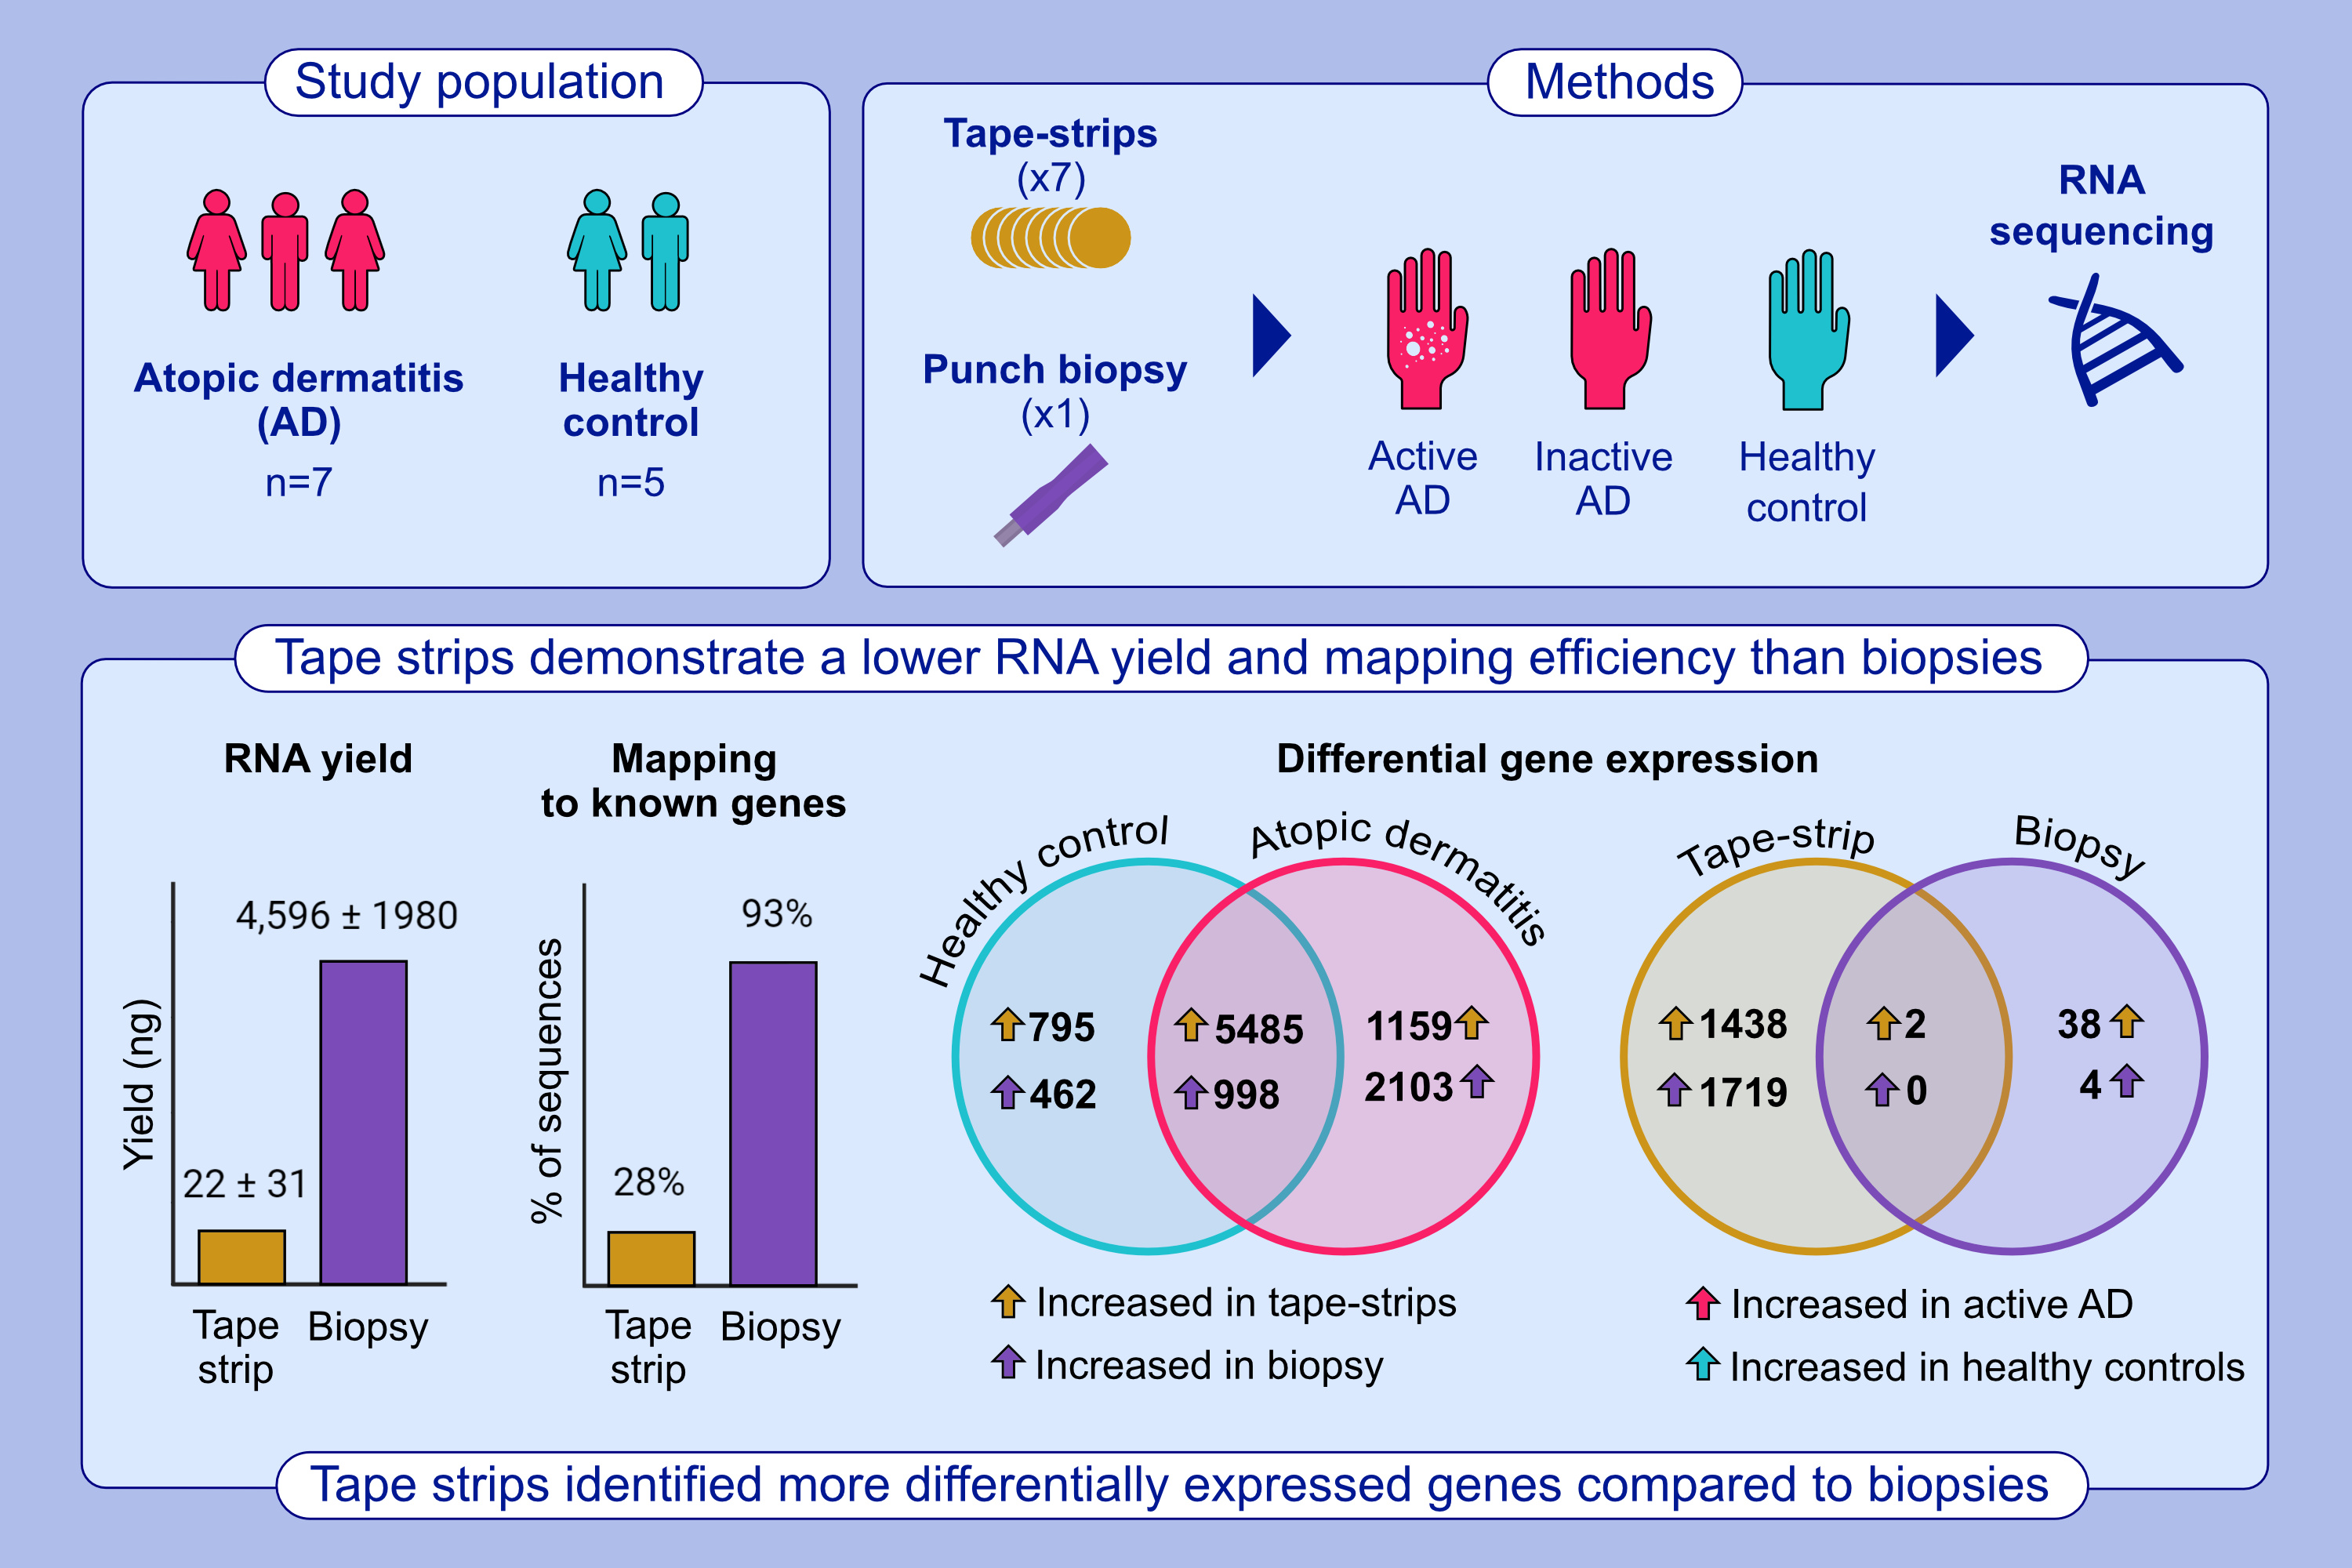 Study population
Atopic dermatitis
(AD)
n=7
Healthy
control
n=5
Methods
Tape-strips
(x7)
Punch biopsy
(x1)
Active
AD
Inactive
AD
Healthy
control
RNA
sequencing
Tape strips demonstrate a lower RNA yield and mapping efficiency than biopsies
RNA yield
Yield (ng)
22 ± 31
4,596 ± 1980
Tape
strip
Biopsy
Mapping
to known genes
% of sequences
28%
93%
Tape
strip
Biopsy
Differential gene expression
Healthy control
Atopic dermatitis
795
5485
1159
462
998
2103
Increased in tape-strips
Increased in biopsy
Tape-strip
Biopsy
1438
2
38
1719
0
4
Increased in active AD
Increased in healthy controls
Tape strips identified more differentially expressed genes compared to biopsies